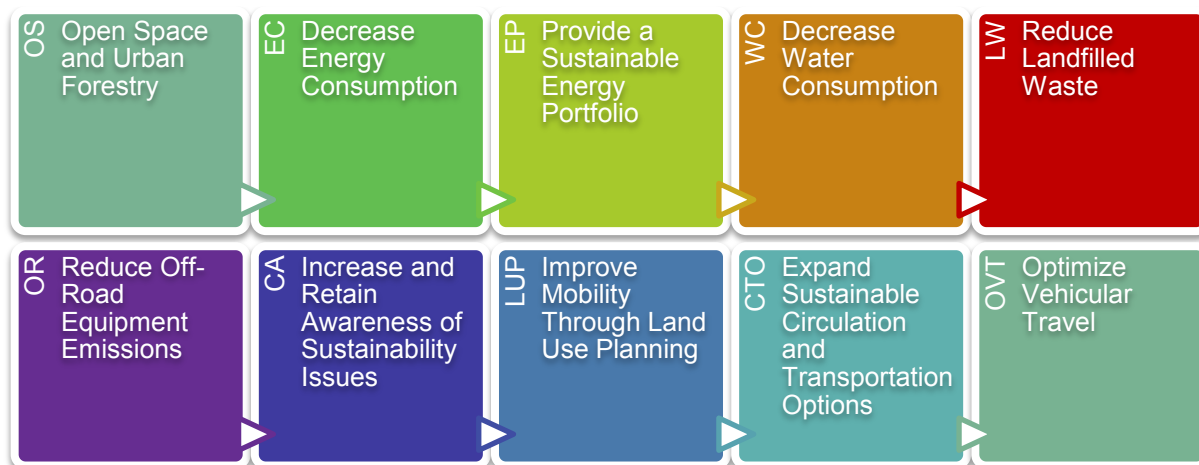 OS
Open Space
and Urban
Forestry
EC
Decrease
Energy
Consumption
EP
Provide a
Sustainable
Energy
Portfolio
WC
Decrease
Water
Consumption
LW
Reduce
Landfilled
Waste
OR
Reduce Off-
Road
Equipment
Emissions
CA
Increase and
Retain
Awareness of
Sustainability
Issues
LUP
Improve
Mobility
Through Land
Use Planning
CTO
Expand
Sustainable
Circulation
and
Transportation
Options
OVT
Optimize
Vehicular
Travel